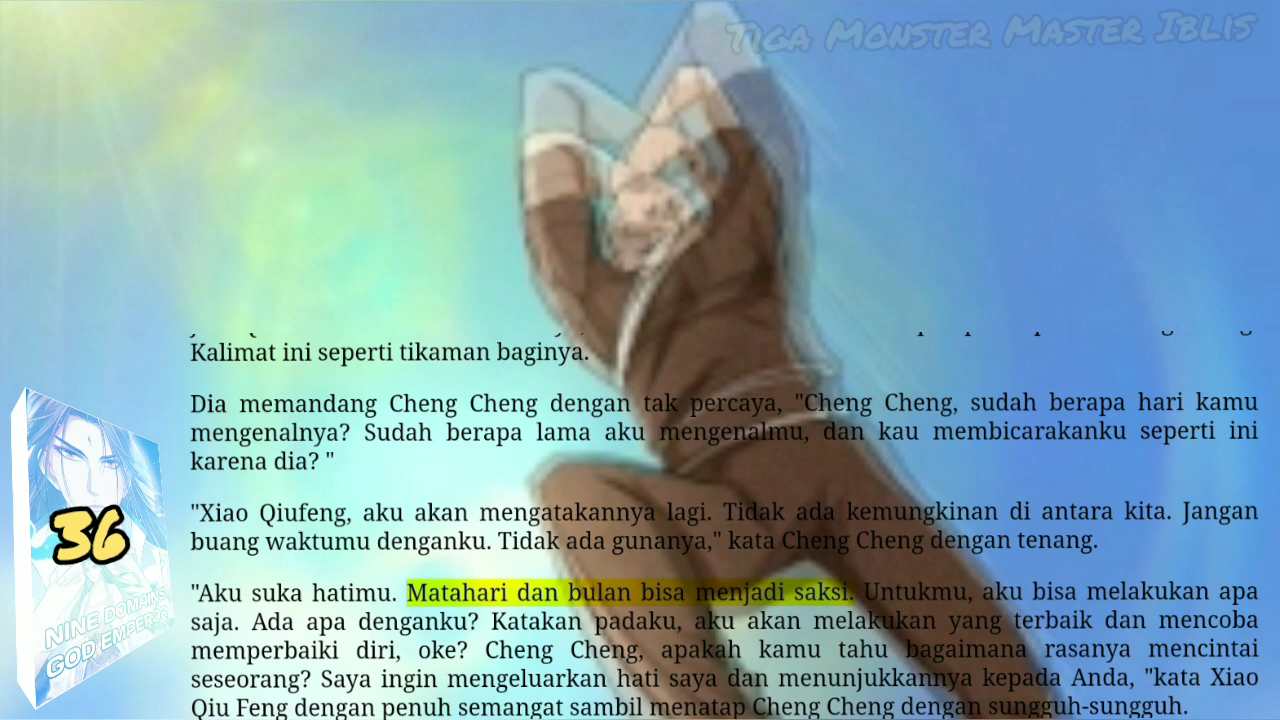 Tiga Monster Master Iblis
Kalimat ini seperti tikaman baginya.
Dia memandang Cheng Cheng dengan tak percaya, "Cheng Cheng, sudah berapa hari kamu
mengenalnya? Sudah berapa lama aku mengenalmu, dan kau membicarakanku seperti ini
karena dia? "
"Xiao Qiufeng, aku akan mengatakannya lagi. Tidak ada kemungkinan di antara kita. Jangan
buang waktumu denganku. Tidak ada gunanya," kata Cheng Cheng dengan tenang.
"Aku suka hatimu. Matahari dan bulan bisa menjadi saksi. Untukmu, aku bisa melakukan apa
saja. Ada apa denganku? Katakan padaku, aku akan melakukan yang terbaik dan mencoba
memperbaiki diri, oke? Cheng Cheng, apakah kamu tahu bagaimana rasanya mencintai
seseorang? Saya ingin mengeluarkan hati saya dan menunjukkannya kepada Anda, "kata Xiao
Qiu Feng dengan penuh semangat sambil menatap Cheng Cheng dengan sungguh-sungguh.
36
NINE DOMAINS
GOD EMPEROR